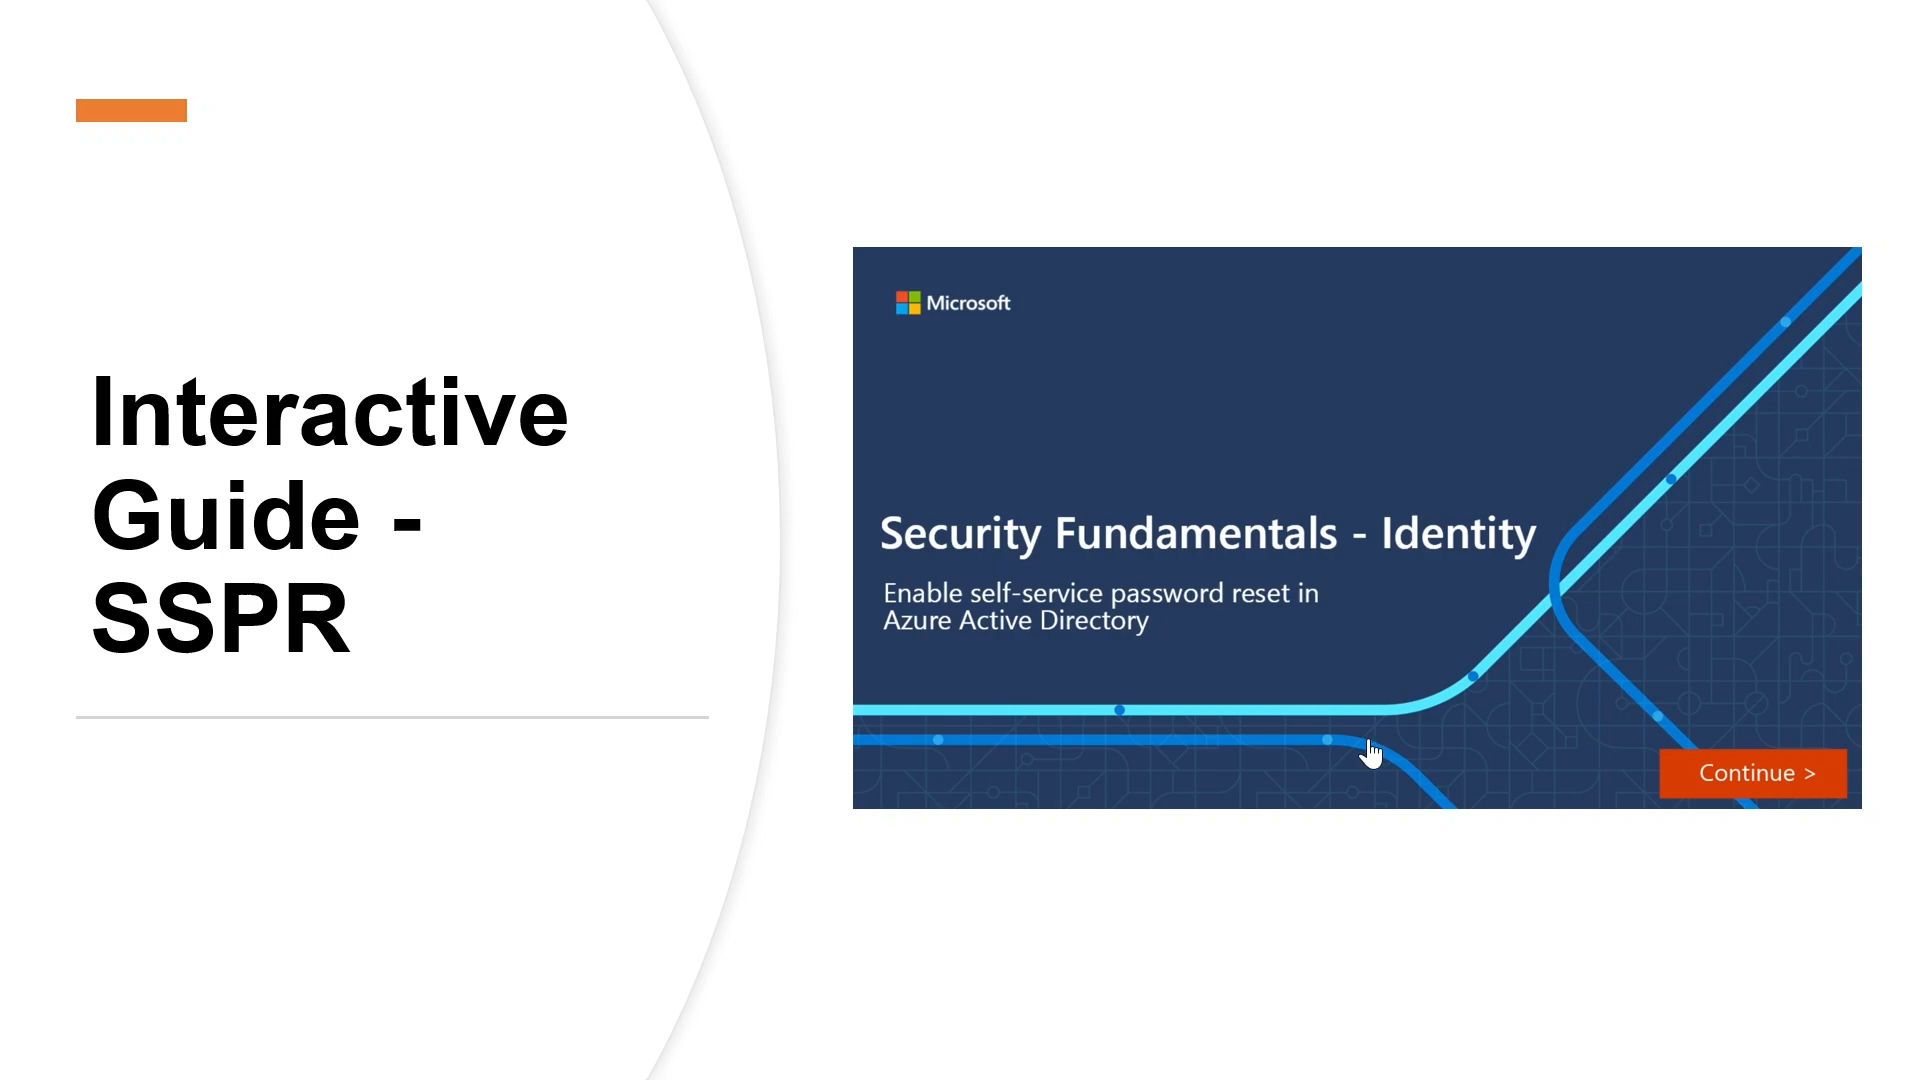 Interactive
Guide -
SSPR
Microsoft
Security Fundamentals - Identity
Enable self-service password reset in
Azure Active Directory
Continue >